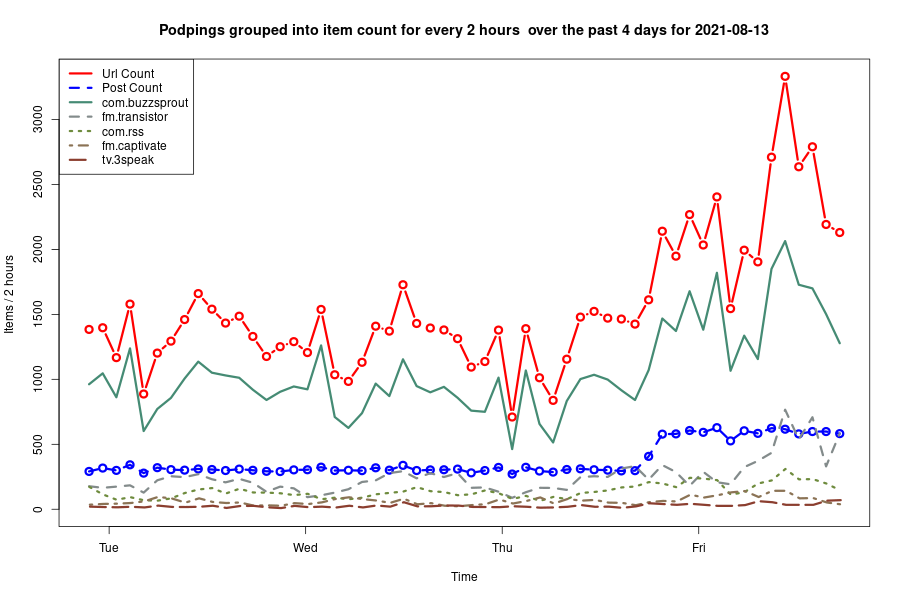 Podpings grouped into item count for every 2 hours  over the past 4 days for 2021-08-13
Url Count
Post Count
com.buzzsprout
fm.transistor
com.rss
fm.captivate
tv.3speak
Items / 2 hours
3000
2500
2000
1500
1000
500
0
Tue
Wed
Thu
Fri
Time